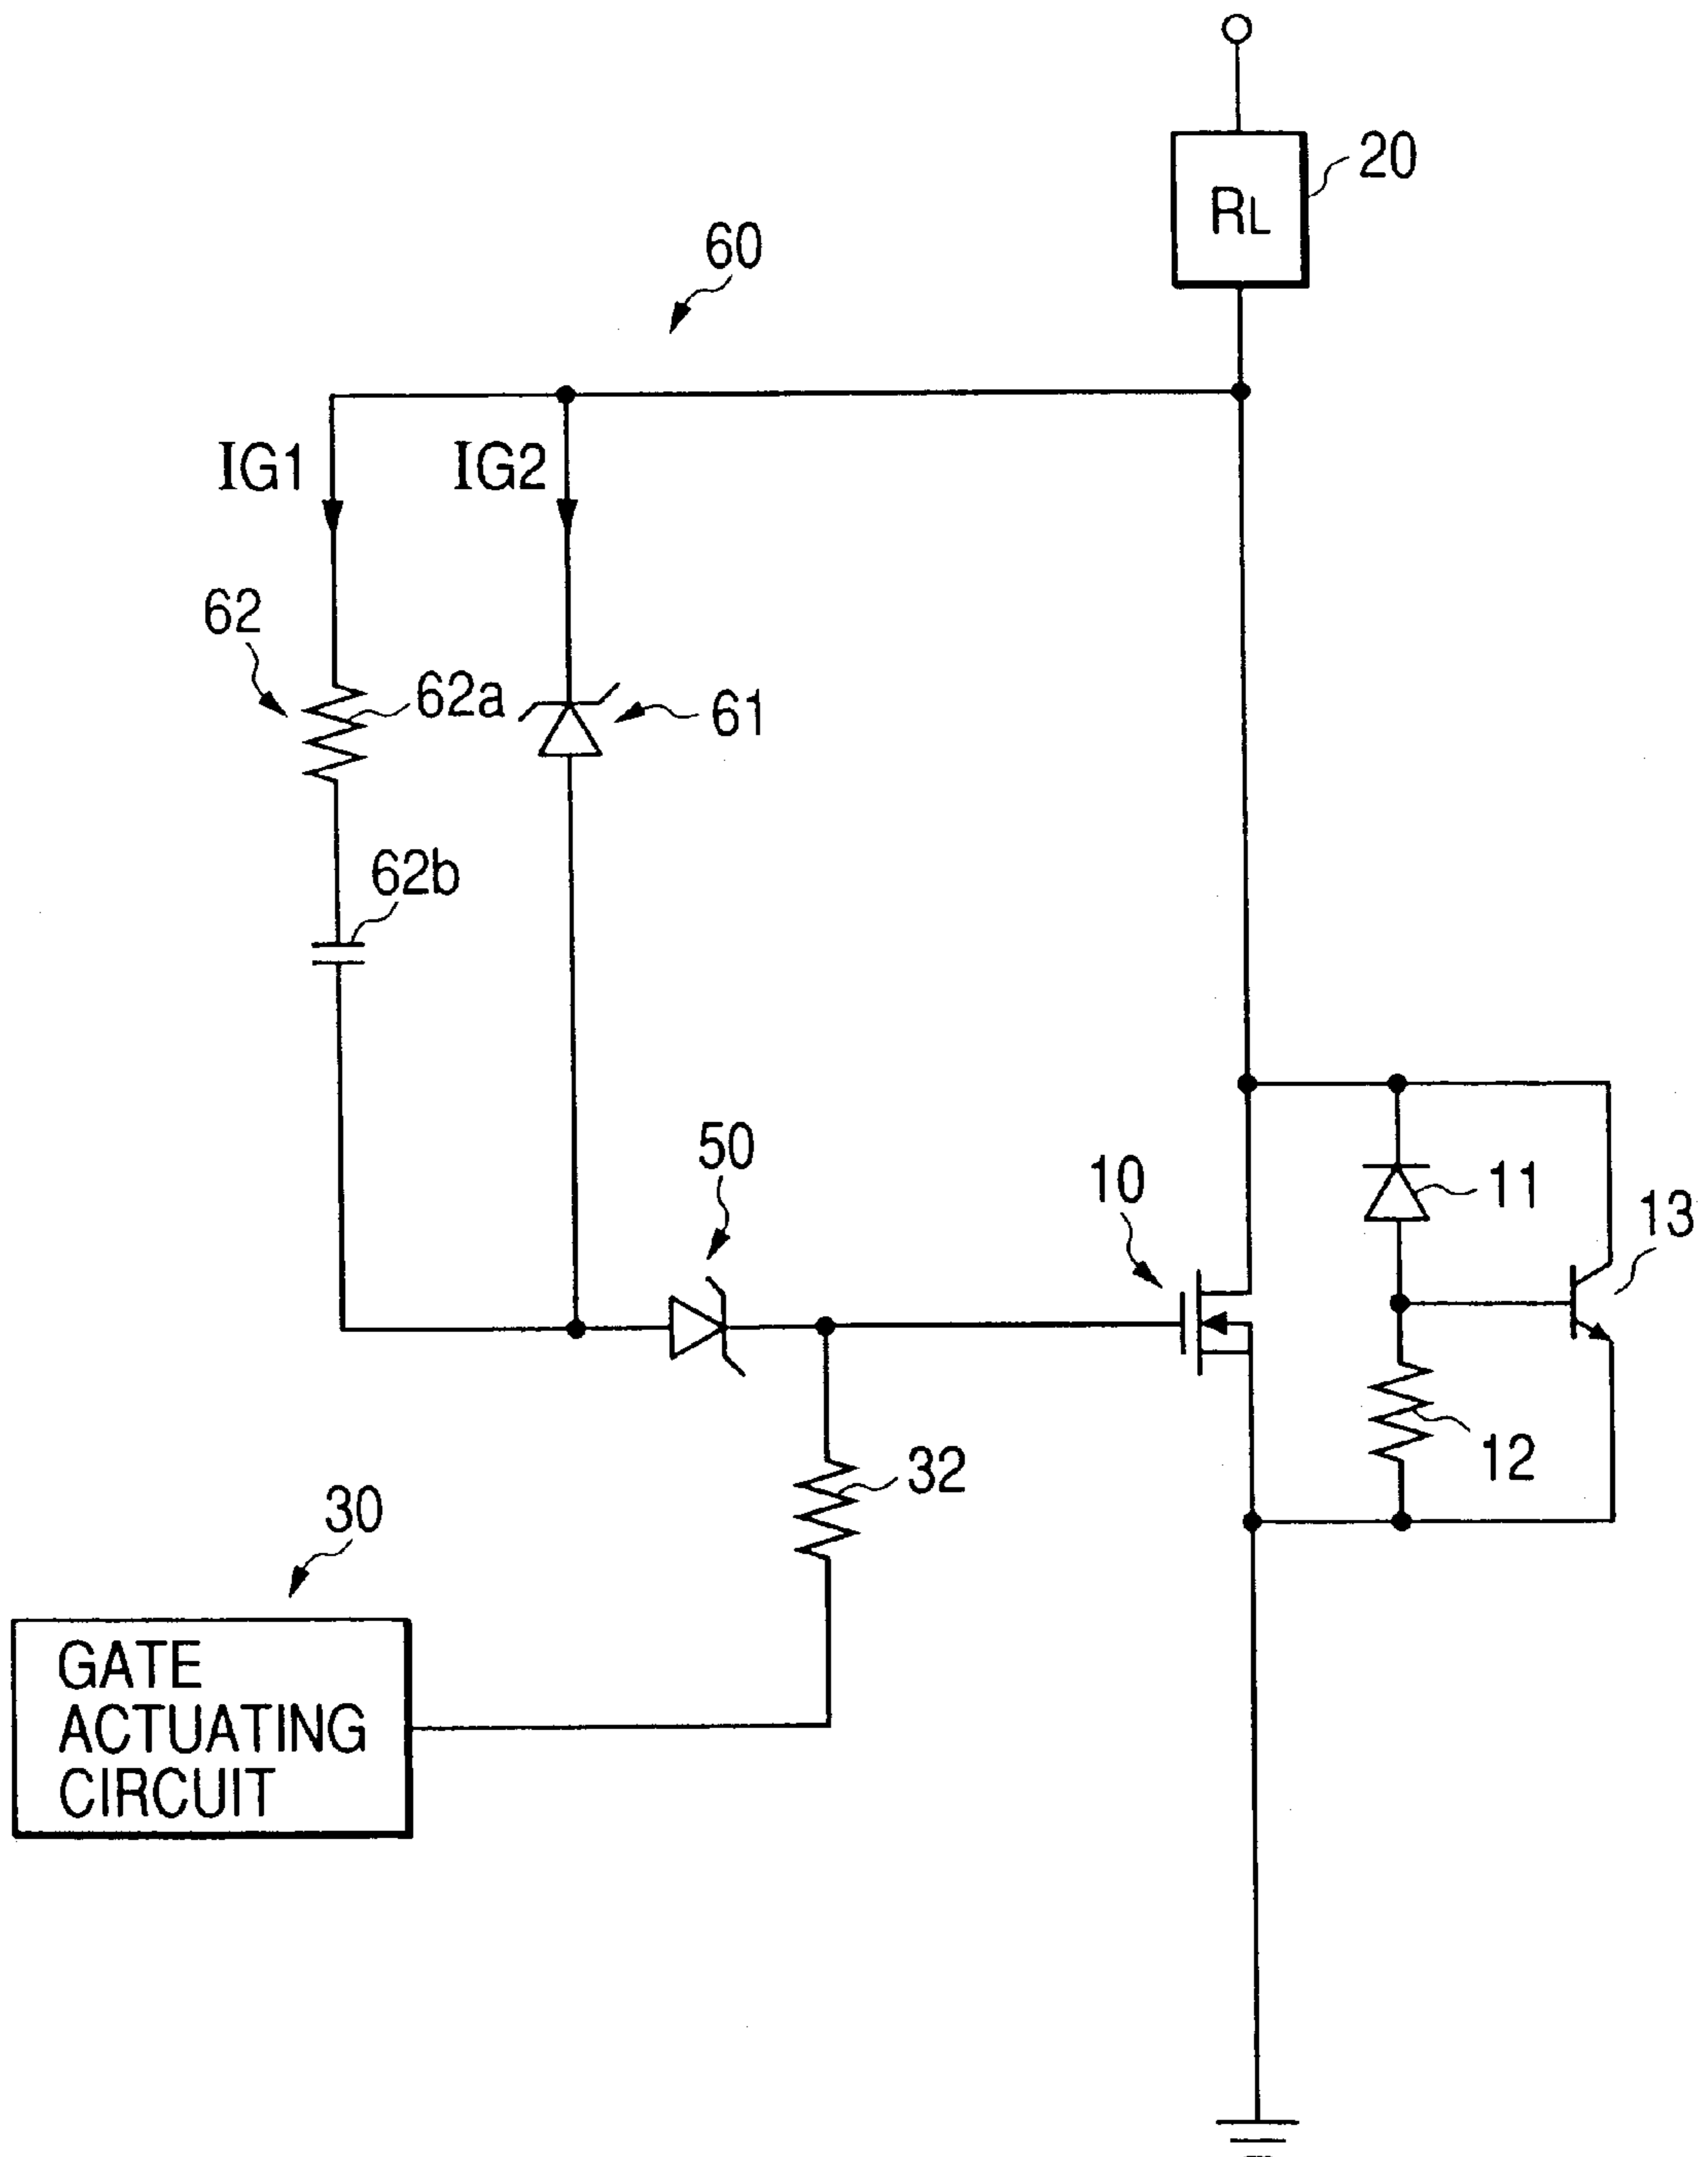 20
RL
60
IG1
IG2
62
62a
61
62b
50
10
11
13
12
32
30
GATE
ACTUATING
CIRCUIT